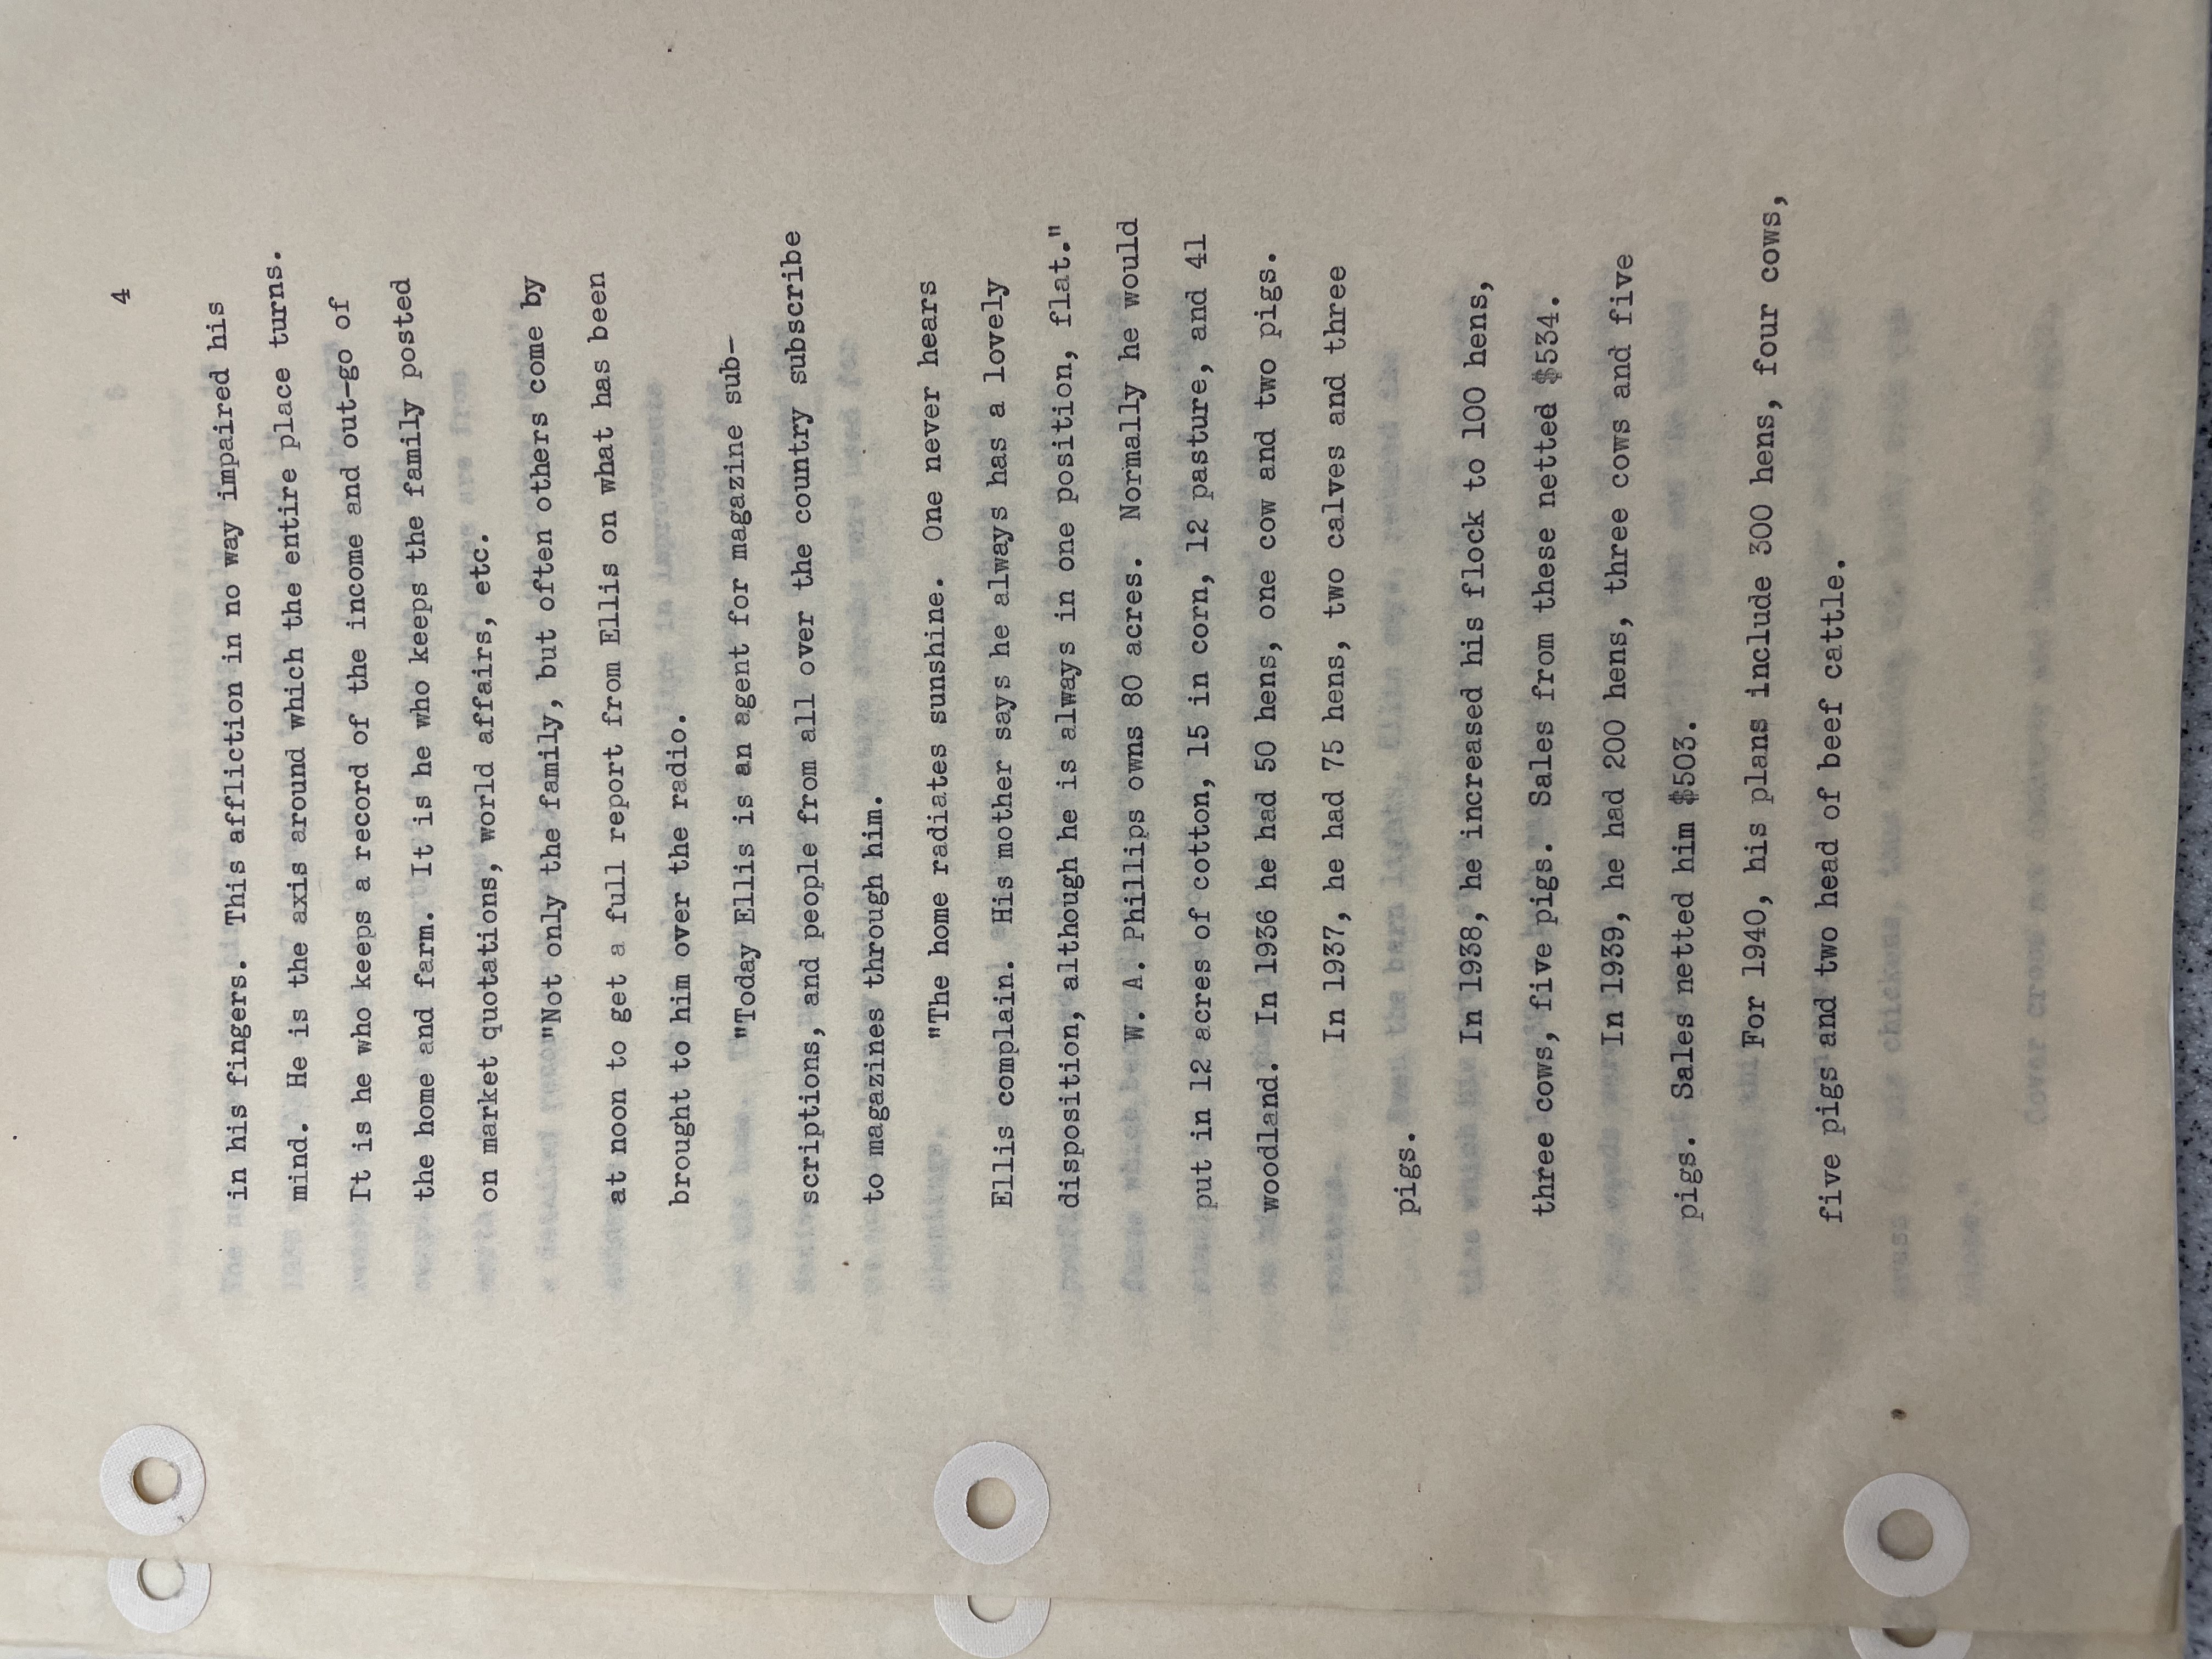 4
in his fingers.  This affliction in no way impaired his
mind.  He is the axis around which the entire place turns.
It is he who keeps a record of the income and out-go of
the home and farm.  It is he who keeps the family posted
on market quotations, world affairs, etc.
"Not only the family, but often others come by
at noon to get a full report from Ellis on what has been
brought to him over the radio.
"Today Ellis is an agent for magazine sub-
scriptions, and people from all over the country subscribe
to magazines through him.
"The home radiates sunshine.  One never hears
Ellis complain.  His mother says he always has a lovely
disposition, although he is always in one position, flat."
W. A. Phillips owns 80 acres.  Normally he would
put in 12 acres of cotton, 15 in corn, 12 pasture, and 41
woodland.  In 1936 he had 50 hens, one cow and two pigs.
In 1937, he had 75 hens, two calves and three
pigs.
In 1938, he increased his flock to 100 hens,
three cows, five pigs.  Sales from these netted $534.
In 1939, he had 200 hens, three cows and five
pigs.  Sales netted him $503.
For 1940, his plans include 300 hens, four cows,
five pigs and two head of beef cattle.